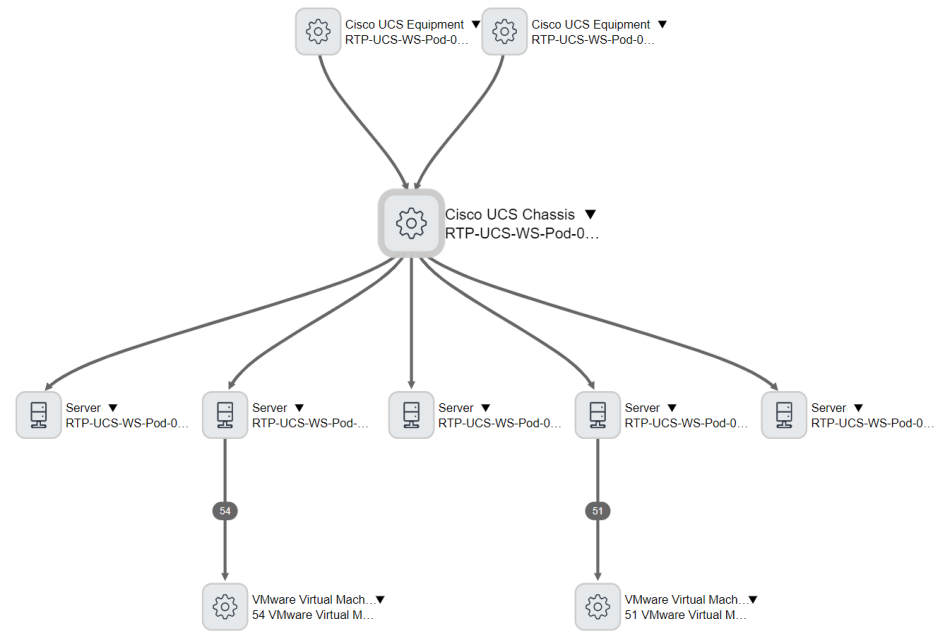 Cisco UCS Equipment
RTP-UCS-WS-Pod-0...
Cisco UCS Equipment
RTP-UCS-WS-Pod-0...
Cisco UCS Chassis
RTP-UCS-WS-Pod-0...
Server
RTP-UCS-WS-Pod-0...
Server
RTP-UCS-WS-Pod-...
Server
RTP-UCS-WS-Pod-0...
Server
RTP-UCS-WS-Pod-0...
Server
RTP-UCS-WS-Pod-0...
54
51
VMware Virtual Mach...
54 VMware Virtual M...
VMware Virtual Mach...
51 VMware Virtual M...